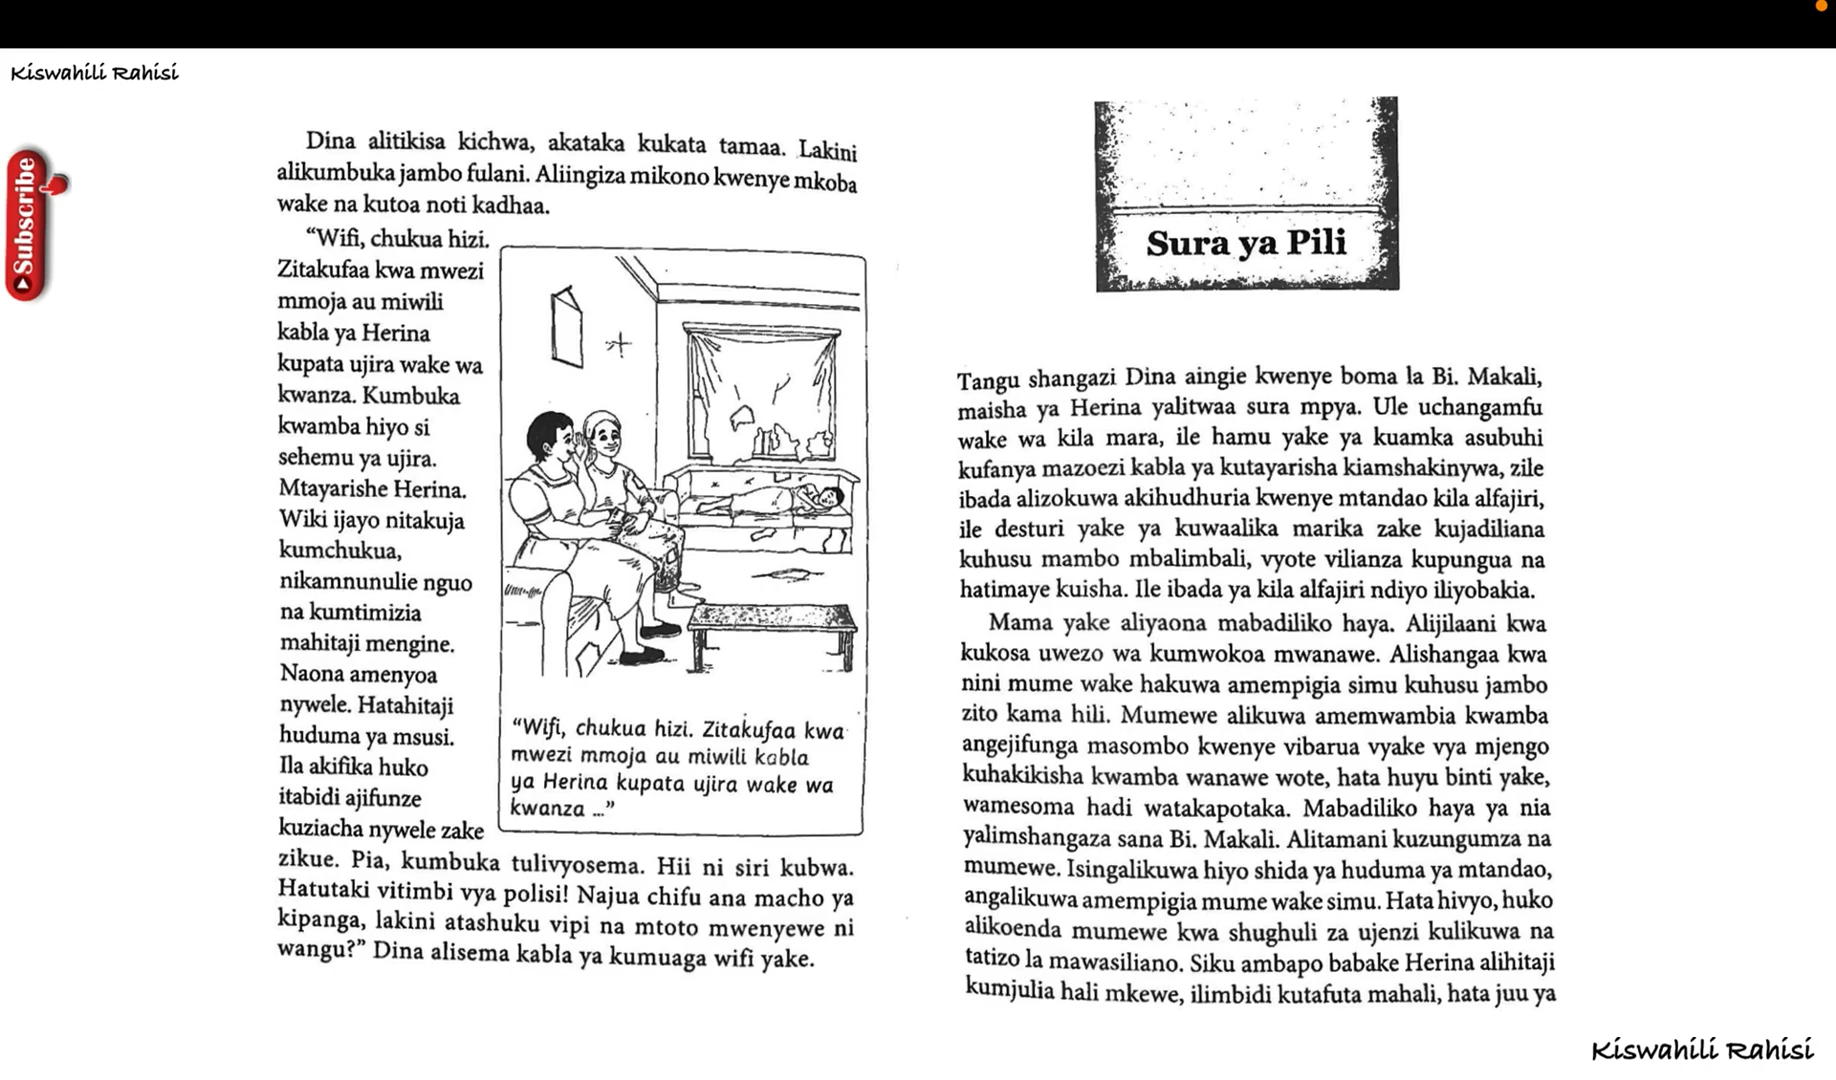 Kiswahili Rahisi
Subscribe
Dina alitikisa kichwa, akataka kukata tamaa. Lakini
alikumbuka jambo fulani. Aliingiza mikono kwenye mkoba
wake na kutoa noti kadhaa.
“Wifi, chukua hizi.
Zitakufaa kwa mwezi
mmoja au miwili
kabla ya Herina
kupata ujira wake wa
kwanza. Kumbuka
kwamba hiyo si
sehemu ya ujira.
Mtayarishe Herina.
Wiki ijayo nitakuja
kumchukua,
nikamnunulie nguo
na kumtimizia
mahitaji mengine.
Naona amenyoa
nywele. Hatahitaji
huduma ya msusi.
Ila akifika huko
itabidi ajifunze
kuziacha nywele zake
zikue. Pia, kumbuka tulivyosema. Hii ni siri kubwa.
Hatutaki vitimbi vya polisi! Najua chifu ana macho ya
kipanga, lakini atashuku vipi na mtoto mwenyewe ni
wangu?” Dina alisema kabla ya kumuaga wifi yake.
“Wifi, chukua hizi. Zitakufaa kwa
mwezi mmoja au miwili kabla
ya Herina kupata ujira wake wa
kwanza ...”
Sura ya Pili
Tangu shangazi Dina aingie kwenye boma la Bi. Makali,
maisha ya Herina yalitwaa sura mpya. Ule uchangamfu
wake wa kila mara, ile hamu yake ya kuamka asubuhi
kufanya mazoezi kabla ya kutayarisha kiamshakinywa, zile
ibada alizokuwa akihudhuria kwenye mtandao kila alfajiri,
ile desturi yake ya kuwaalika marika zake kujadiliana
kuhusu mambo mbalimbali, vyote vilianza kupungua na
hatimaye kuisha. Ile ibada ya kila alfajiri ndiyo iliyobakia.
Mama yake aliyaona mabadiliko haya. Alijilaani kwa
kukosa uwezo wa kumwokoa mwanawe. Alishangaa kwa
nini mume wake hakuwa amempigia simu kuhusu jambo
zito kama hili. Mumewe alikuwa amemwambia kwamba
angejifunga masombo kwenye vibarua vyake vya mjengo
kuhakikisha kwamba wanawe wote, hata huyu binti yake,
wamesoma hadi watakapotaka. Mabadiliko haya ya nia
yalimshangaza sana Bi. Makali. Alitamani kuzungumza na
mumewe. Isingalikuwa hiyo shida ya huduma ya mtandao,
angalikuwa amempigia mume wake simu. Hata hivyo, huko
alikoenda mumewe kwa shughuli za ujenzi kulikuwa na
tatizo la mawasiliano. Siku ambapo babake Herina alihitaji
kumjulia hali mkewe, ilimbidi kutafuta mahali, hata juu ya
Kiswahili Rahisi